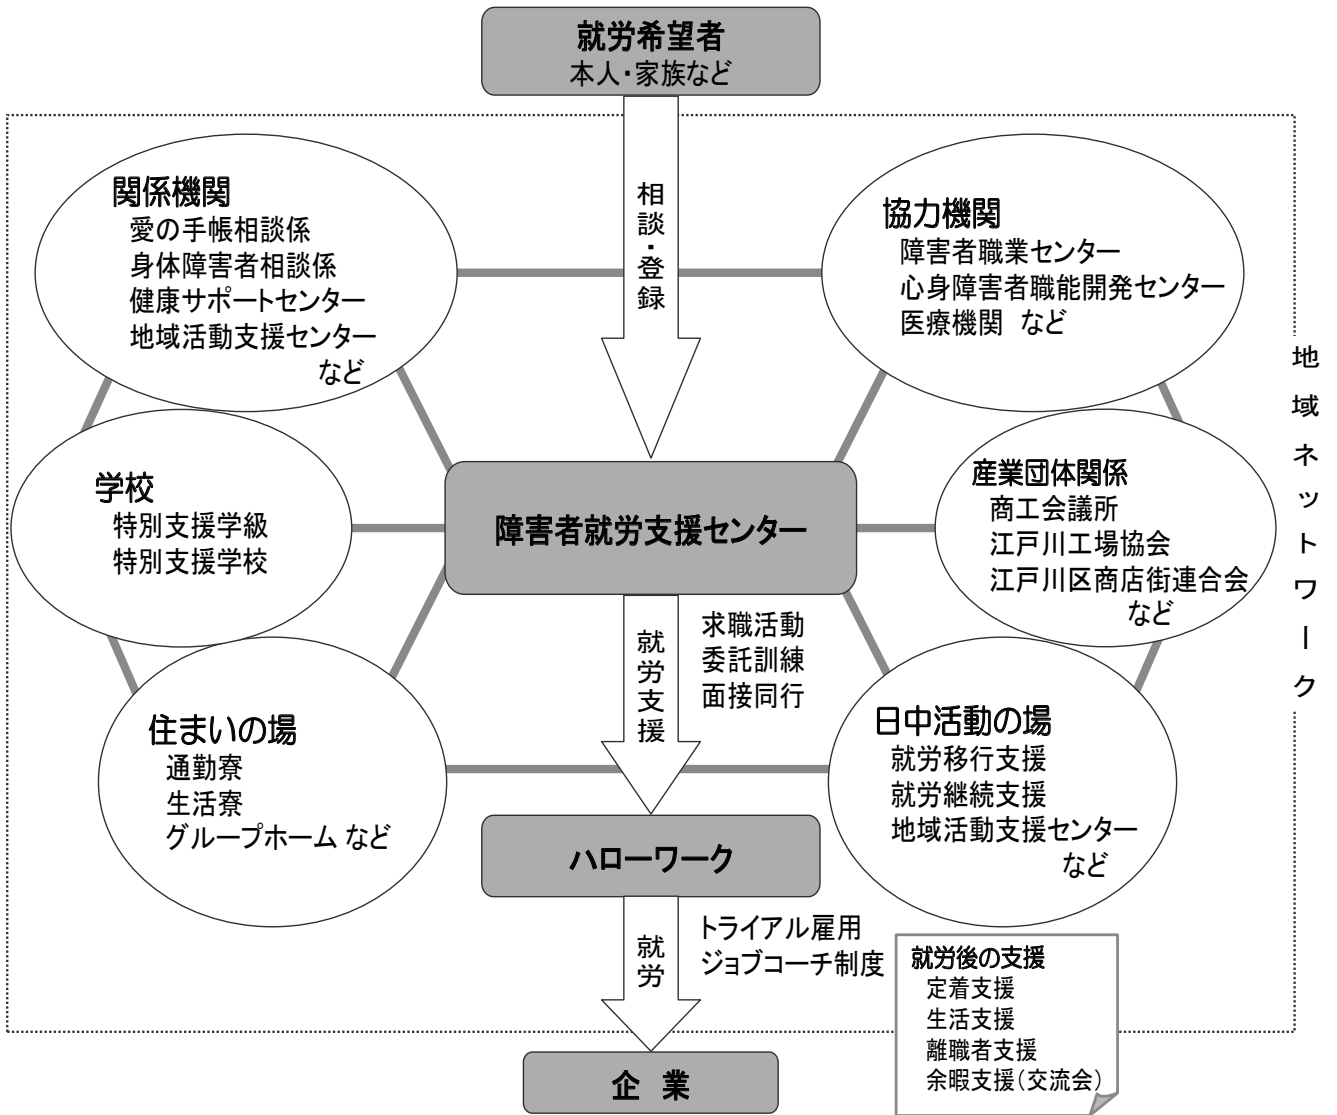 就労希望者
本人・家族など
相談・登録
関係機関
愛の手帳相談係
身体障害者相談係
健康サポートセンター
地域活動支援センター
など
協力機関
障害者職業センター
心身障害者職能開発センター
医療機関 など
地域ネットワーク
学校
特別支援学級
特別支援学校
障害者就労支援センター
産業団体関係
商工会議所
江戸川工場協会
江戸川区商店街連合会
など
就労支援
求職活動
委託訓練
面接同行
住まいの場
通勤寮
生活寮
グループホーム など
日中活動の場
就労移行支援
就労継続支援
地域活動支援センター
など
ハローワーク
就労
トライアル雇用
ジョブコーチ制度
就労後の支援
定着支援
生活支援
離職者支援
余暇支援(交流会)
企 業